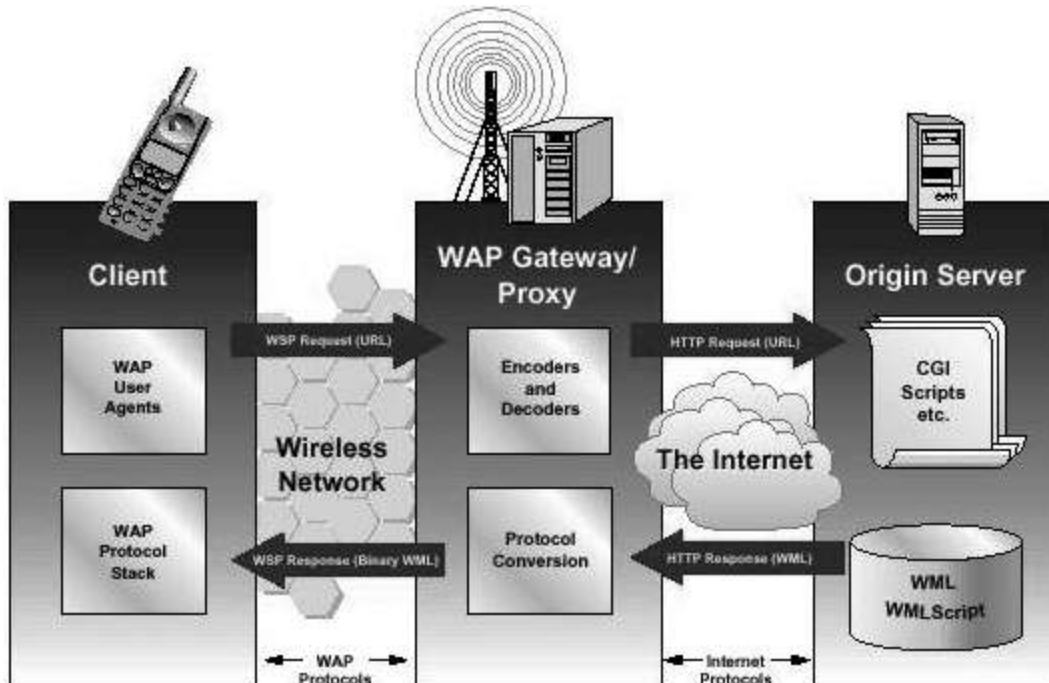 Client
WAP Gateway/
Proxy
Origin Server
WSP Request (URL)
HTTP Request (URL)
WAP
User
Agents
Encoders
and
Decoders
CGI
Scripts
etc.
Wireless
Network
The Internet
WAP
Protocol
Stack
WSP Response (Binary WML)
Protocol
Conversion
HTTP Response (WML)
WML
WMLScript
WAP
Protocols
Internet
Protocols